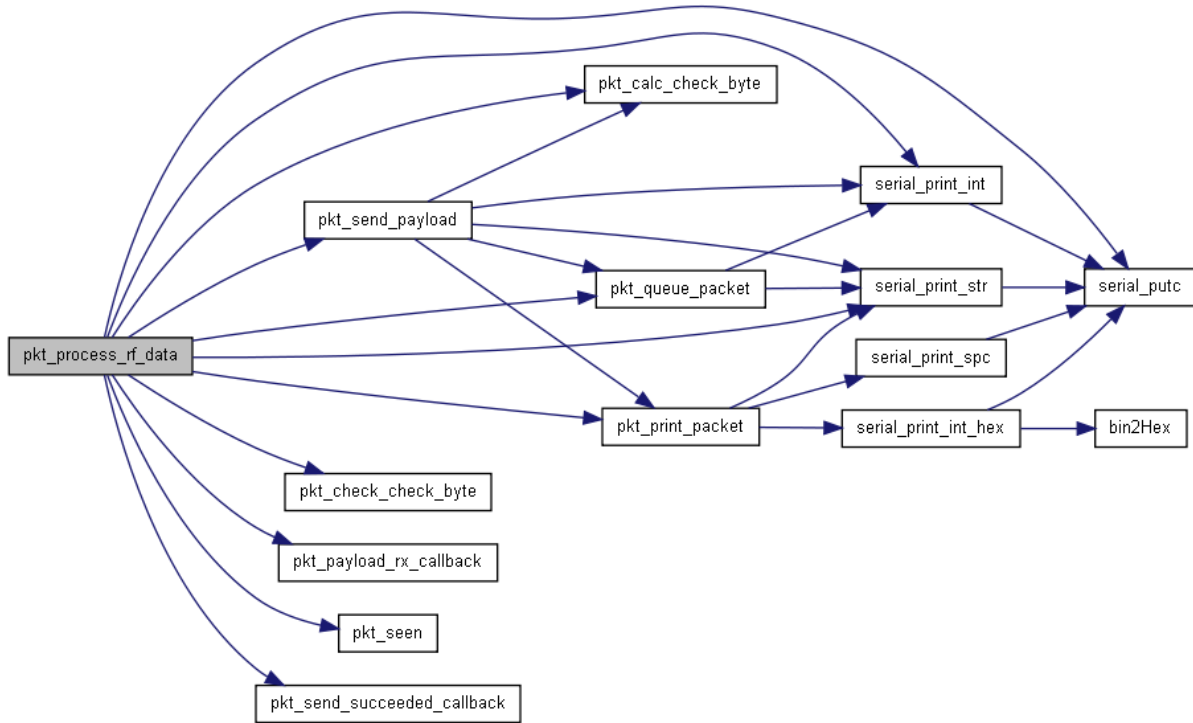 pkt_calc_check_byte
serial_print_int
pkt_send_payload
pkt_queue_packet
serial_print_str
serial_putc
pkt_process_rf_data
serial_print_spc
pkt_print_packet
serial_print_int_hex
bin2Hex
pkt_check_check_byte
pkt_payload_rx_callback
pkt_seen
pkt_send_succeeded_callback